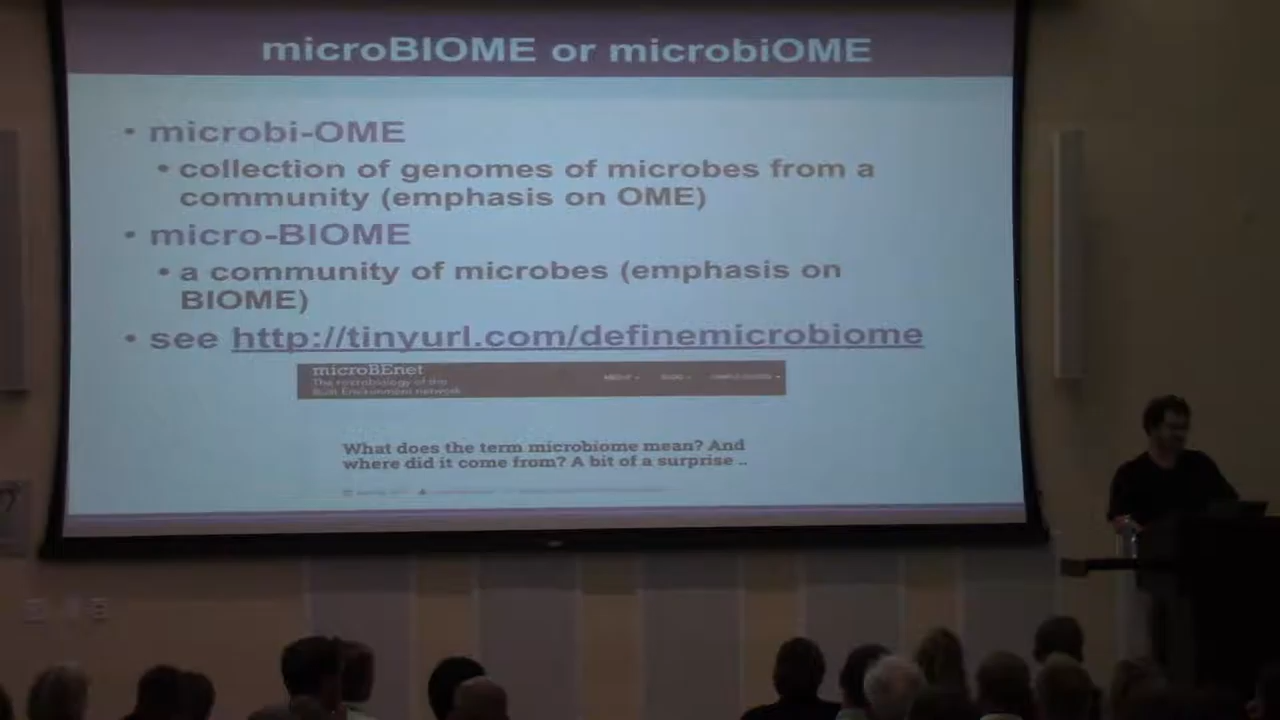 microBIOME or microbiOME
• microbi-OME
• collection of genomes of microbes from a
community (emphasis on OME)
• micro-BIOME
• a community of microbes (emphasis on
BIOME)
• see http://tinyurl.com/definemicrobiome
microBEnet
The microbiology of the
Built Environment network
ABOUT
BLOG
What does the term microbiome mean? And
where did it come from? A bit of a surprise ..